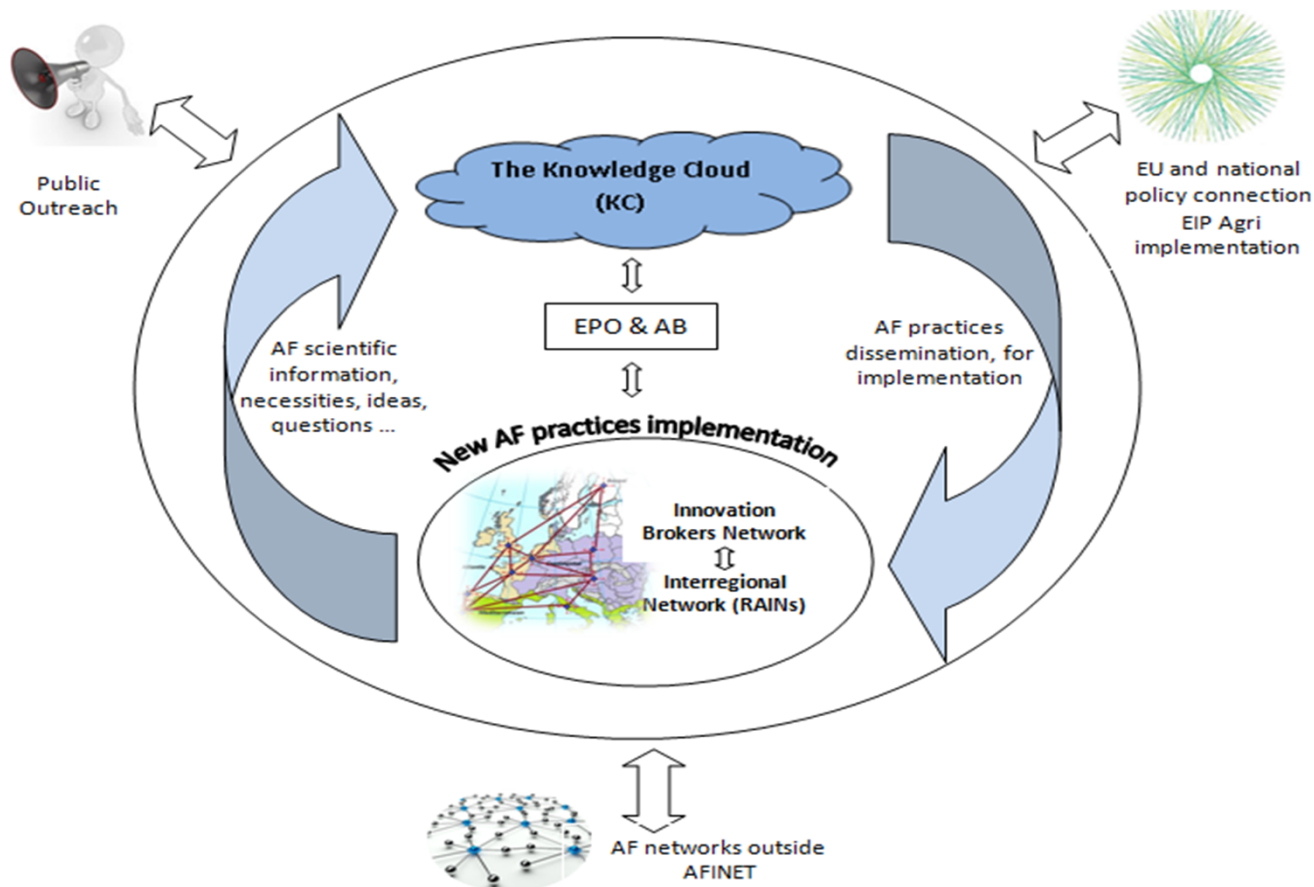 The Knowledge Cloud
(KC)
Public
Outreach
EU and national
policy connection
EIP Agri
implementation
EPO & AB
AF scientific
information,
necessities, ideas,
questions ...
AF practices
dissemination, for
implementation
New AF practices implementation
Innovation
Brokers Network
Interregional
Network (RAINs)
AF networks outside
AFINET